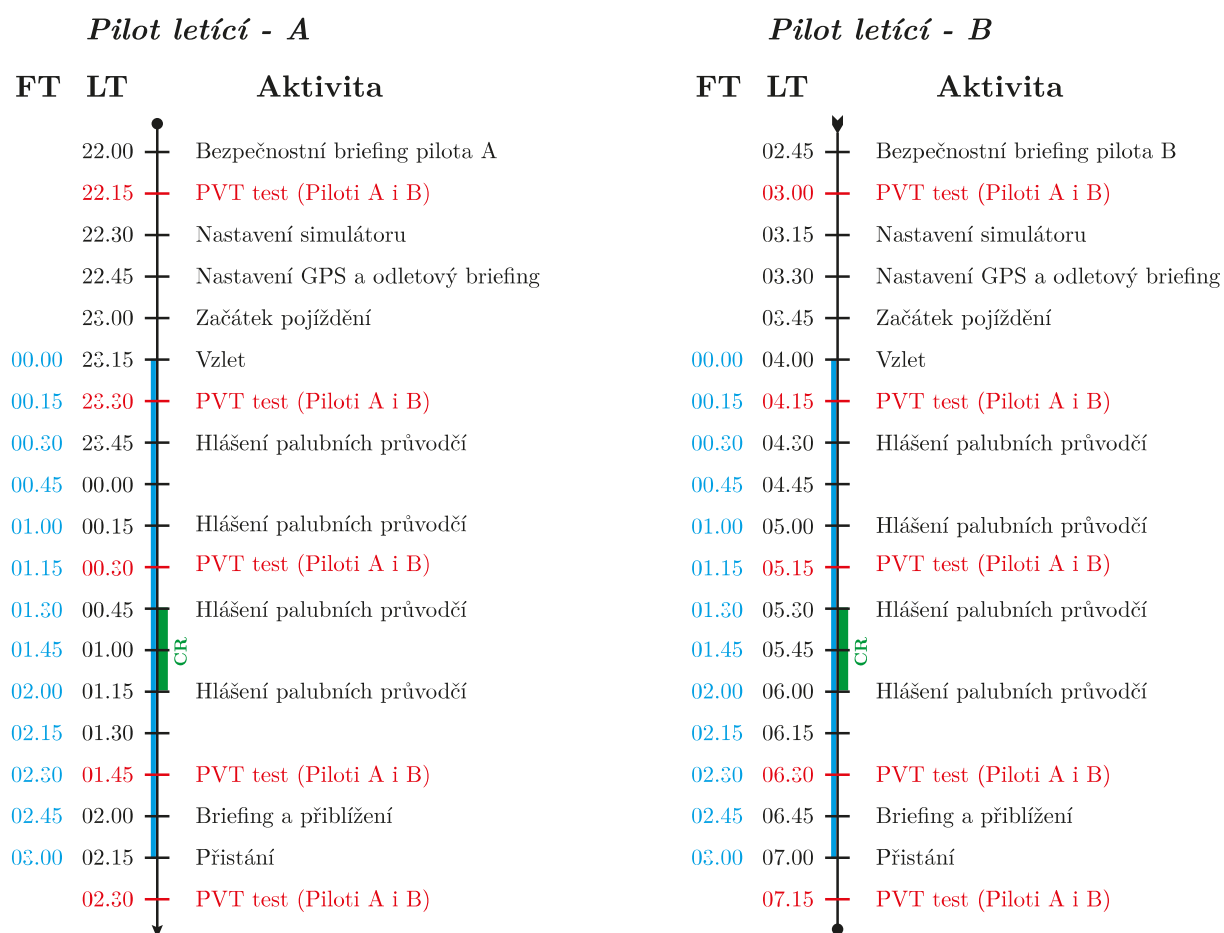 Pilot letící - A
FT LT Aktivita
22.00 Bezpečnostní briefing pilota A
22.15 PVT test (Piloti A i B)
22.30 Nastavení simulátoru
22.45 Nastavení GPS a odletový briefing
23.00 Začátek pojíždění
00.00 23.15 Vzlet
00.15 23.30 PVT test (Piloti A i B)
00.30 23.45 Hlášení palubních průvodčí
00.45 00.00
01.00 00.15 Hlášení palubních průvodčí
01.15 00.30 PVT test (Piloti A i B)
01.30 00.45 Hlášení palubních průvodčí
01.45 01.00 CR
02.00 01.15 Hlášení palubních průvodčí
02.15 01.30
02.30 01.45 PVT test (Piloti A i B)
02.45 02.00 Briefing a přiblížení
03.00 02.15 Přistání
02.30 PVT test (Piloti A i B)
Pilot letící - B
FT LT Aktivita
02.45 Bezpečnostní briefing pilota B
03.00 PVT test (Piloti A i B)
03.15 Nastavení simulátoru
03.30 Nastavení GPS a odletový briefing
03.45 Začátek pojíždění
00.00 04.00 Vzlet
00.15 04.15 PVT test (Piloti A i B)
00.30 04.30 Hlášení palubních průvodčí
00.45 04.45
01.00 05.00 Hlášení palubních průvodčí
01.15 05.15 PVT test (Piloti A i B)
01.30 05.30 Hlášení palubních průvodčí
01.45 05.45 CR
02.00 06.00 Hlášení palubních průvodčí
02.15 06.15
02.30 06.30 PVT test (Piloti A i B)
02.45 06.45 Briefing a přiblížení
03.00 07.00 Přistání
07.15 PVT test (Piloti A i B)